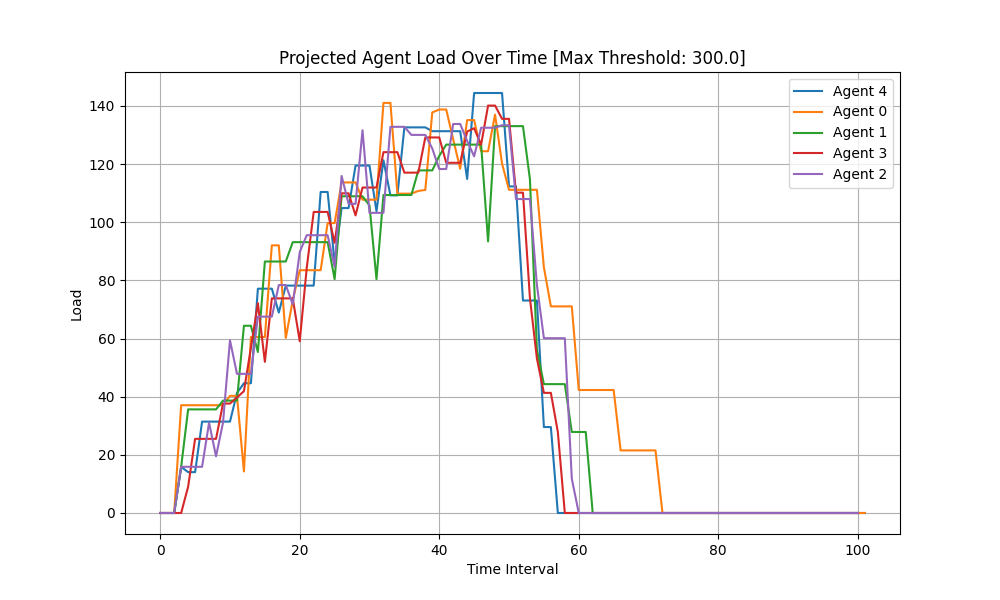 Projected Agent Load Over Time [Max Threshold: 300.0]
Load
140
120
100
80
60
40
20
0
0 20 40 60 80 100
Time Interval
Agent 4
Agent 0
Agent 1
Agent 3
Agent 2